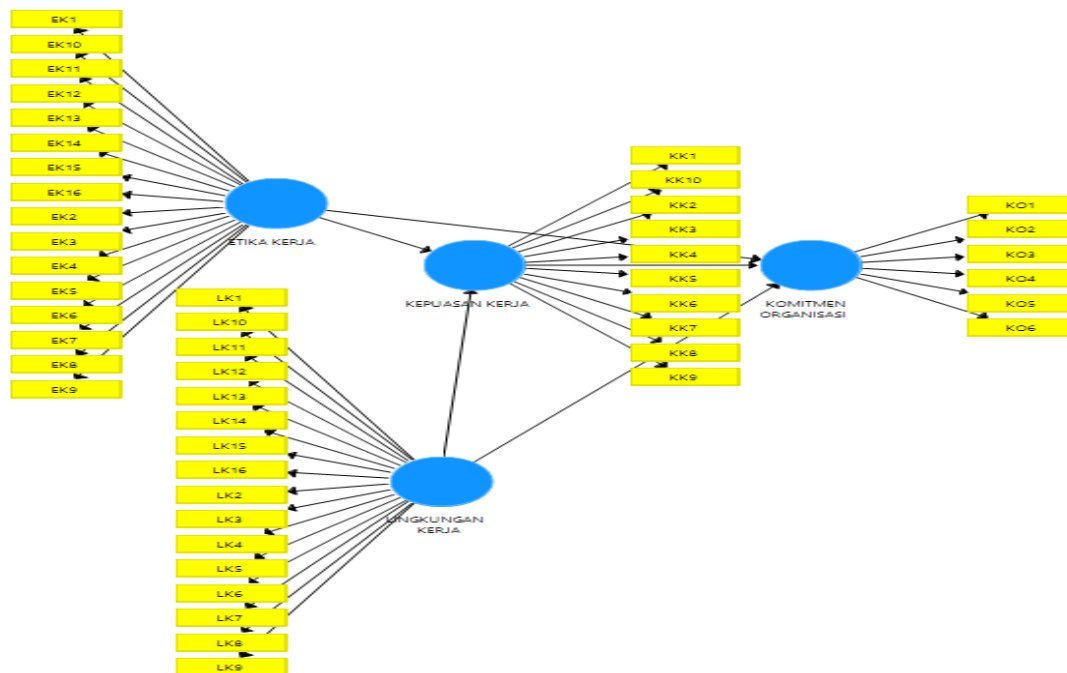 EK1
EK10
EK11
EK12
EK13
EK14
EK15
EK16
EK2
EK3
EK4
EK5
EK6
EK7
EK8
EK9
ETIKA KERJA
LK1
LK10
LK11
LK12
LK13
LK14
LK15
LK16
LK2
LK3
LK4
LK5
LK6
LK7
LK8
LK9
LINGKUNGAN
KERJA
KEPUASAN KERJA
KK1
KK10
KK2
KK3
KK4
KK5
KK6
KK7
KK8
KK9
KOMITMEN
ORGANISASI
KO1
KO2
KO3
KO4
KO5
KO6